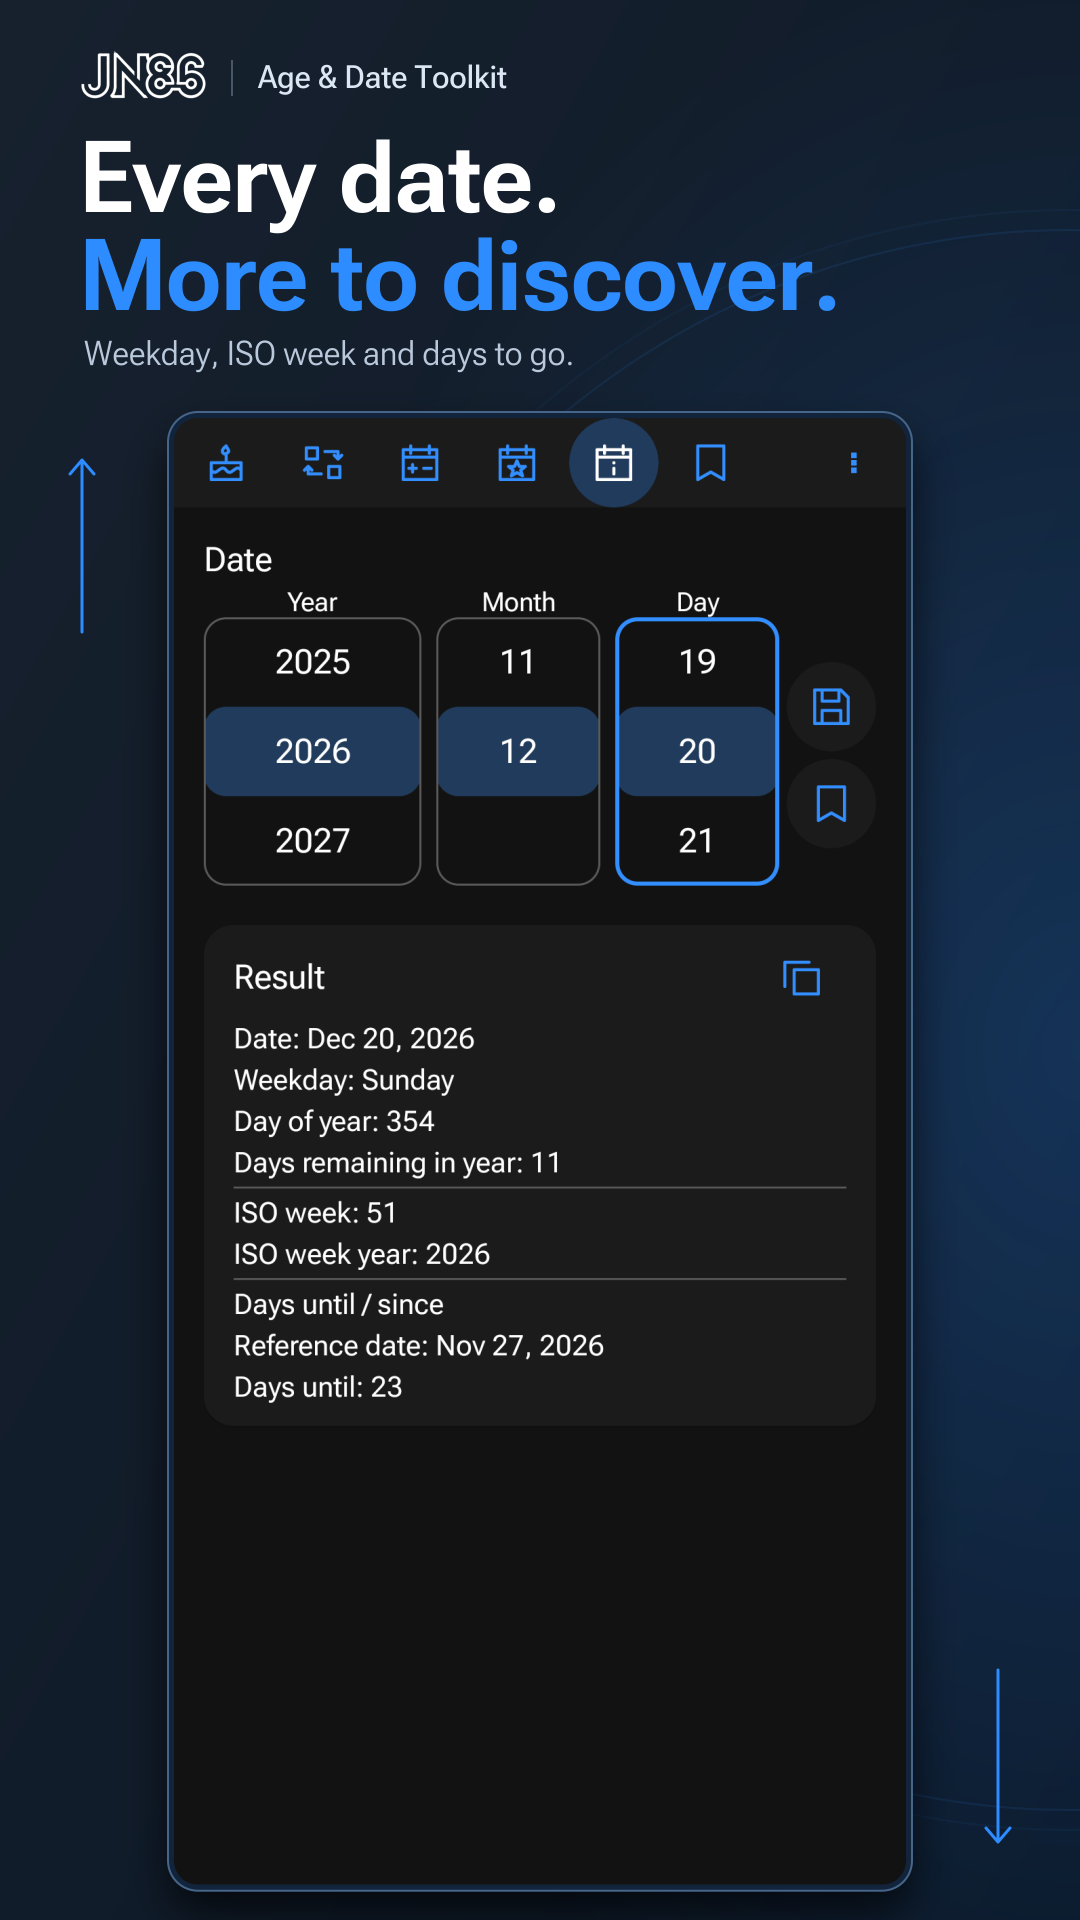 JN86 | Age & Date Toolkit
Every date.
More to discover.
Weekday, ISO week and days to go.
Date
Year Month Day
2025 11 19
2026 12 20
2027 21
Result
Date: Dec 20, 2026
Weekday: Sunday
Day of year: 354
Days remaining in year: 11
ISO week: 51
ISO week year: 2026
Days until / since
Reference date: Nov 27, 2026
Days until: 23